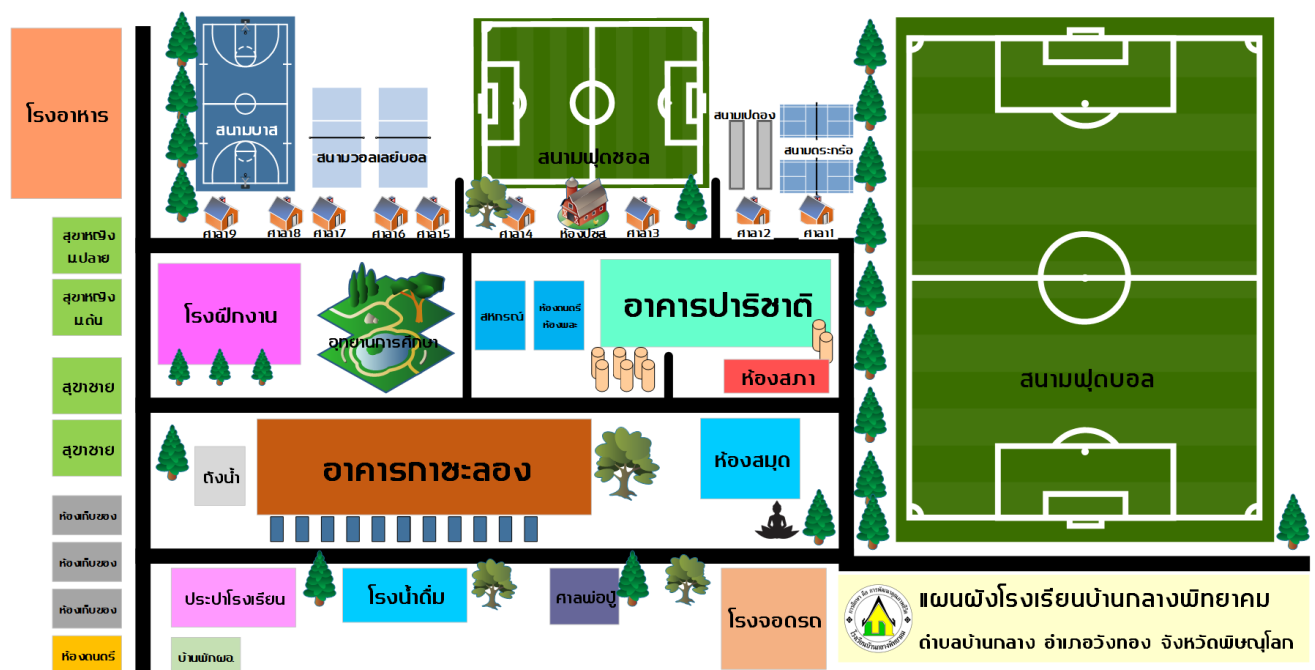 โรงอาหาร
สนามบาส
สนามวอลเลย์บอล
สนามฟุตซอล
สนามเปตอง
สนามตระกร้อ
ศาลา9
ศาลา8
ศาลา7
ศาลา6
ศาลา5
ศาลา4
ห้องปชส
ศาลา3
ศาลา2
ศาลา1
สุขาหญิง
ม.ปลาย
สุขาหญิง
ม.ต้น
โรงฝึกงาน
อุทยานการศึกษา
สหกรณ์
ห้องดนตรี
ห้องพละ
อาคารปาริชาติ
ห้องสภา
สนามฟุตบอล
สุขาชาย
สุขาชาย
ถังน้ำ
อาคารกาซะลอง
ห้องสมุด
ห้องเก็บของ
ห้องเก็บของ
ห้องเก็บของ
ห้องดนตรี
ประปาโรงเรียน
โรงน้ำดื่ม
ศาลพ่อปู่
โรงจอดรถ
บ้านพักผอ.
แผนผังโรงเรียนบ้านกลางพิทยาคม
ตำบลบ้านกลาง อำเภอวังทอง จังหวัดพิษณุโลก